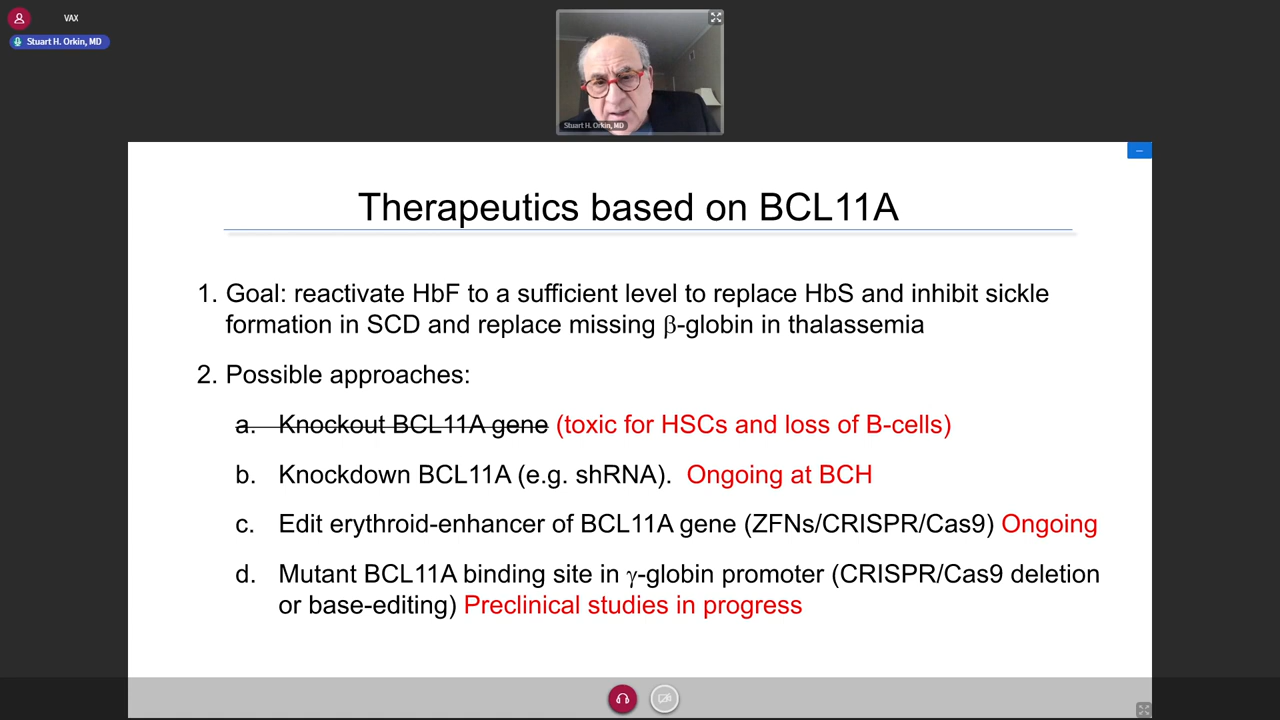 VAX
Stuart H. Orkin, MD
Stuart H. Orkin, MD
Therapeutics based on BCL11A
1. Goal: reactivate HbF to a sufficient level to replace HbS and inhibit sickle
formation in SCD and replace missing β-globin in thalassemia
2. Possible approaches:
a. Knockout BCL11A gene (toxic for HSCs and loss of B-cells)
b. Knockdown BCL11A (e.g. shRNA). Ongoing at BCH
c. Edit erythroid-enhancer of BCL11A gene (ZFNs/CRISPR/Cas9) Ongoing
d. Mutant BCL11A binding site in γ-globin promoter (CRISPR/Cas9 deletion
or base-editing) Preclinical studies in progress